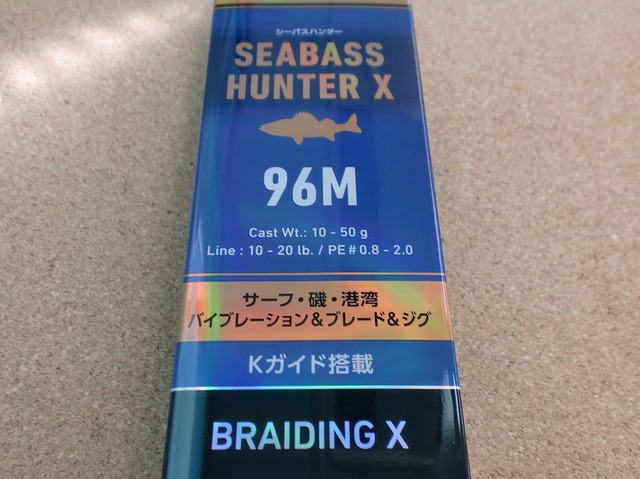 シーバスハンター
SEABASS
HUNTER X
96M
Cast Wt.: 10 - 50 g
Line : 10 - 20 lb. / PE#0.8 - 2.0
サーフ・磯・港湾
バイブレーション&ブレード&ジグ
Kガイド搭載
BRAIDING X